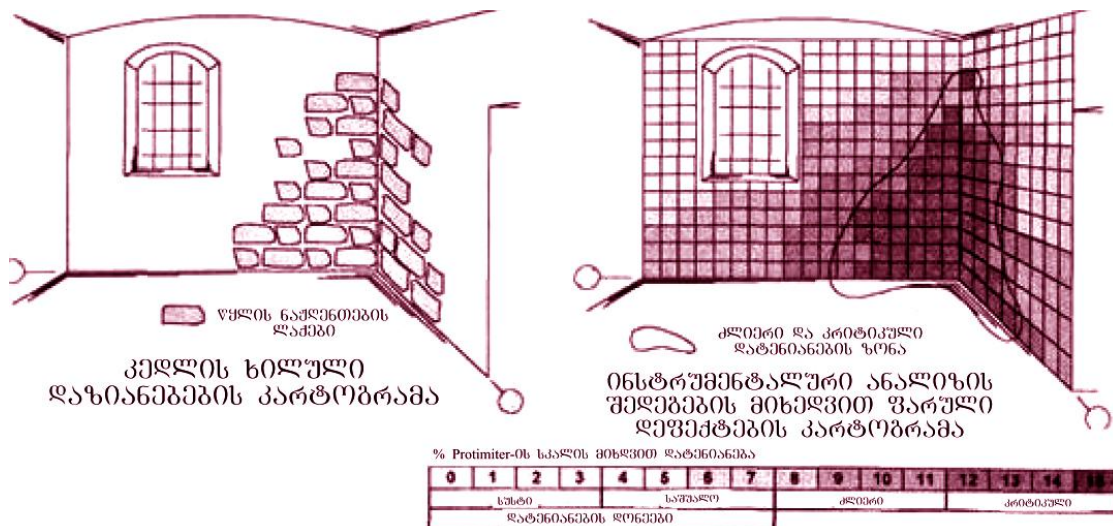 წყლის ნაჟღენთების
ლაქები
კედლის ხილული
დაზიანებების კარტოგრამა
ძლიერი და კრიტიკული
დატენიანების ზონა
ინსტრუმენტალური ანალიზის
შედეგების მიხედვით ფარული
დეფექტების კარტოგრამა
% Protimiter-ის სკალის მიხედვით დატენიანება
0 1 2 3 4 5 6 7 8 9 10 11 12 13 14 15
სუსტი საშუალო ძლიერი კრიტიკული
დატენიანების დონეები